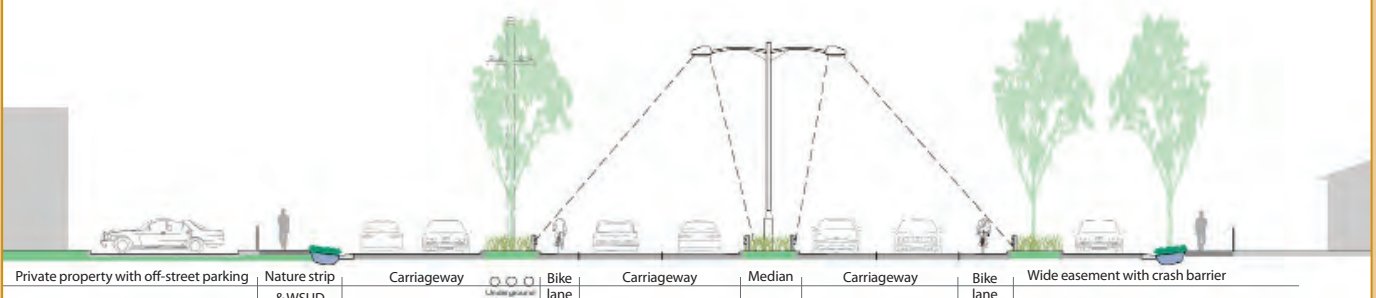 Private property with off-street parking
Nature strip
& WSUD
Carriageway
Underground
Bike
lane
Carriageway
Median
Carriageway
Bike
lane
Wide easement with crash barrier